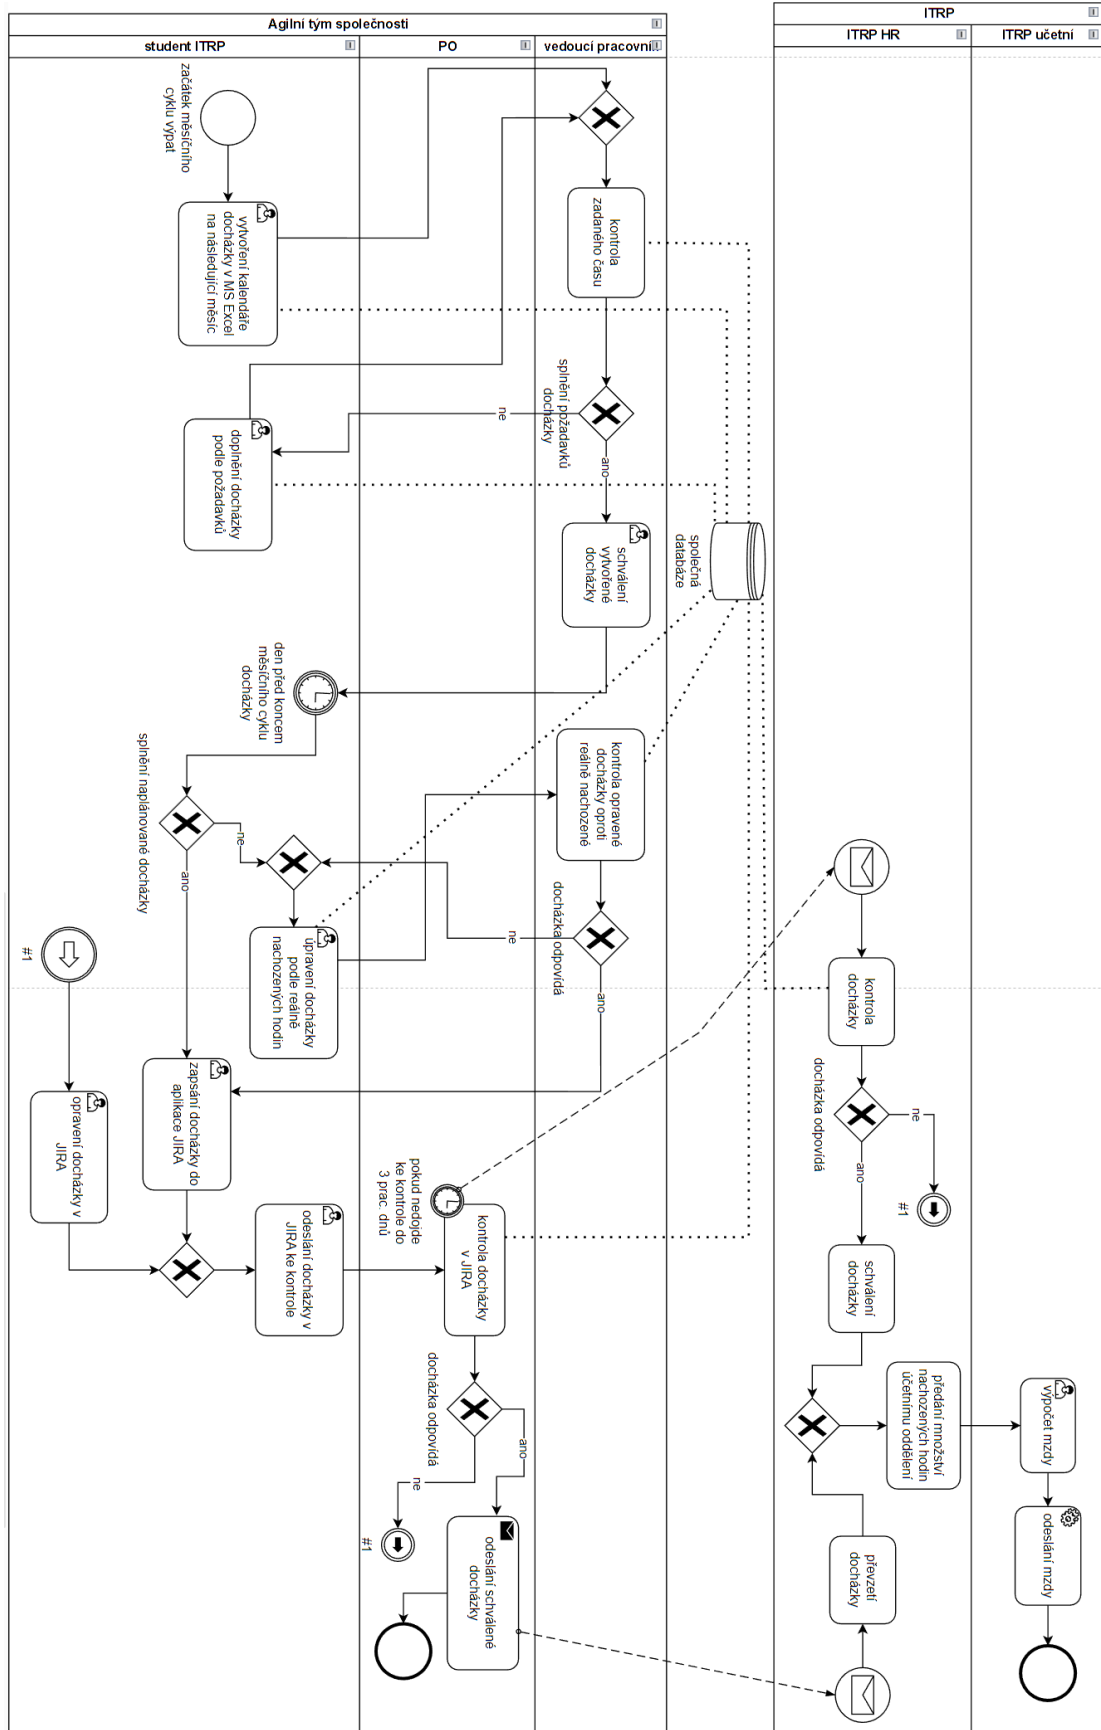 Agilní tým společnosti
student ITRP
PO
vedoucí pracovní
ITRP
ITRP HR
ITRP účetní
začátek měsíčního
cyklu výpat
vytvoření kalendáře
docházky v MS Excel
na následující měsíc
kontrola
zadaného času
splnění požadavků
docházky
ne
ano
doplnění docházky
podle požadavků
schválení
vytvořené
docházky
společná
databáze
den před koncem
měsíčního cyklu
docházky
splnění naplánované docházky
ne
ano
kontrola opravené
docházky oproti
reálně nachozené
docházka odpovídá
ne
ano
úpravení docházky
podle reálně
nachozených hodin
#1
opravení docházky v
JIRA
zapsání docházky do
aplikace JIRA
odeslání docházky v
JIRA ke kontrole
pokud nedojde
ke kontrole do
3 prac. dnů
kontrola docházky
v JIRA
docházka odpovídá
ano
ne
#1
odeslání schválené
docházky
kontrola
docházky
docházka odpovídá
ne
ano
#1
schválení
docházky
předání množství
nachozených hodin
účetnímu oddělení
převzetí
docházky
výpočet mzdy
odeslání mzdy